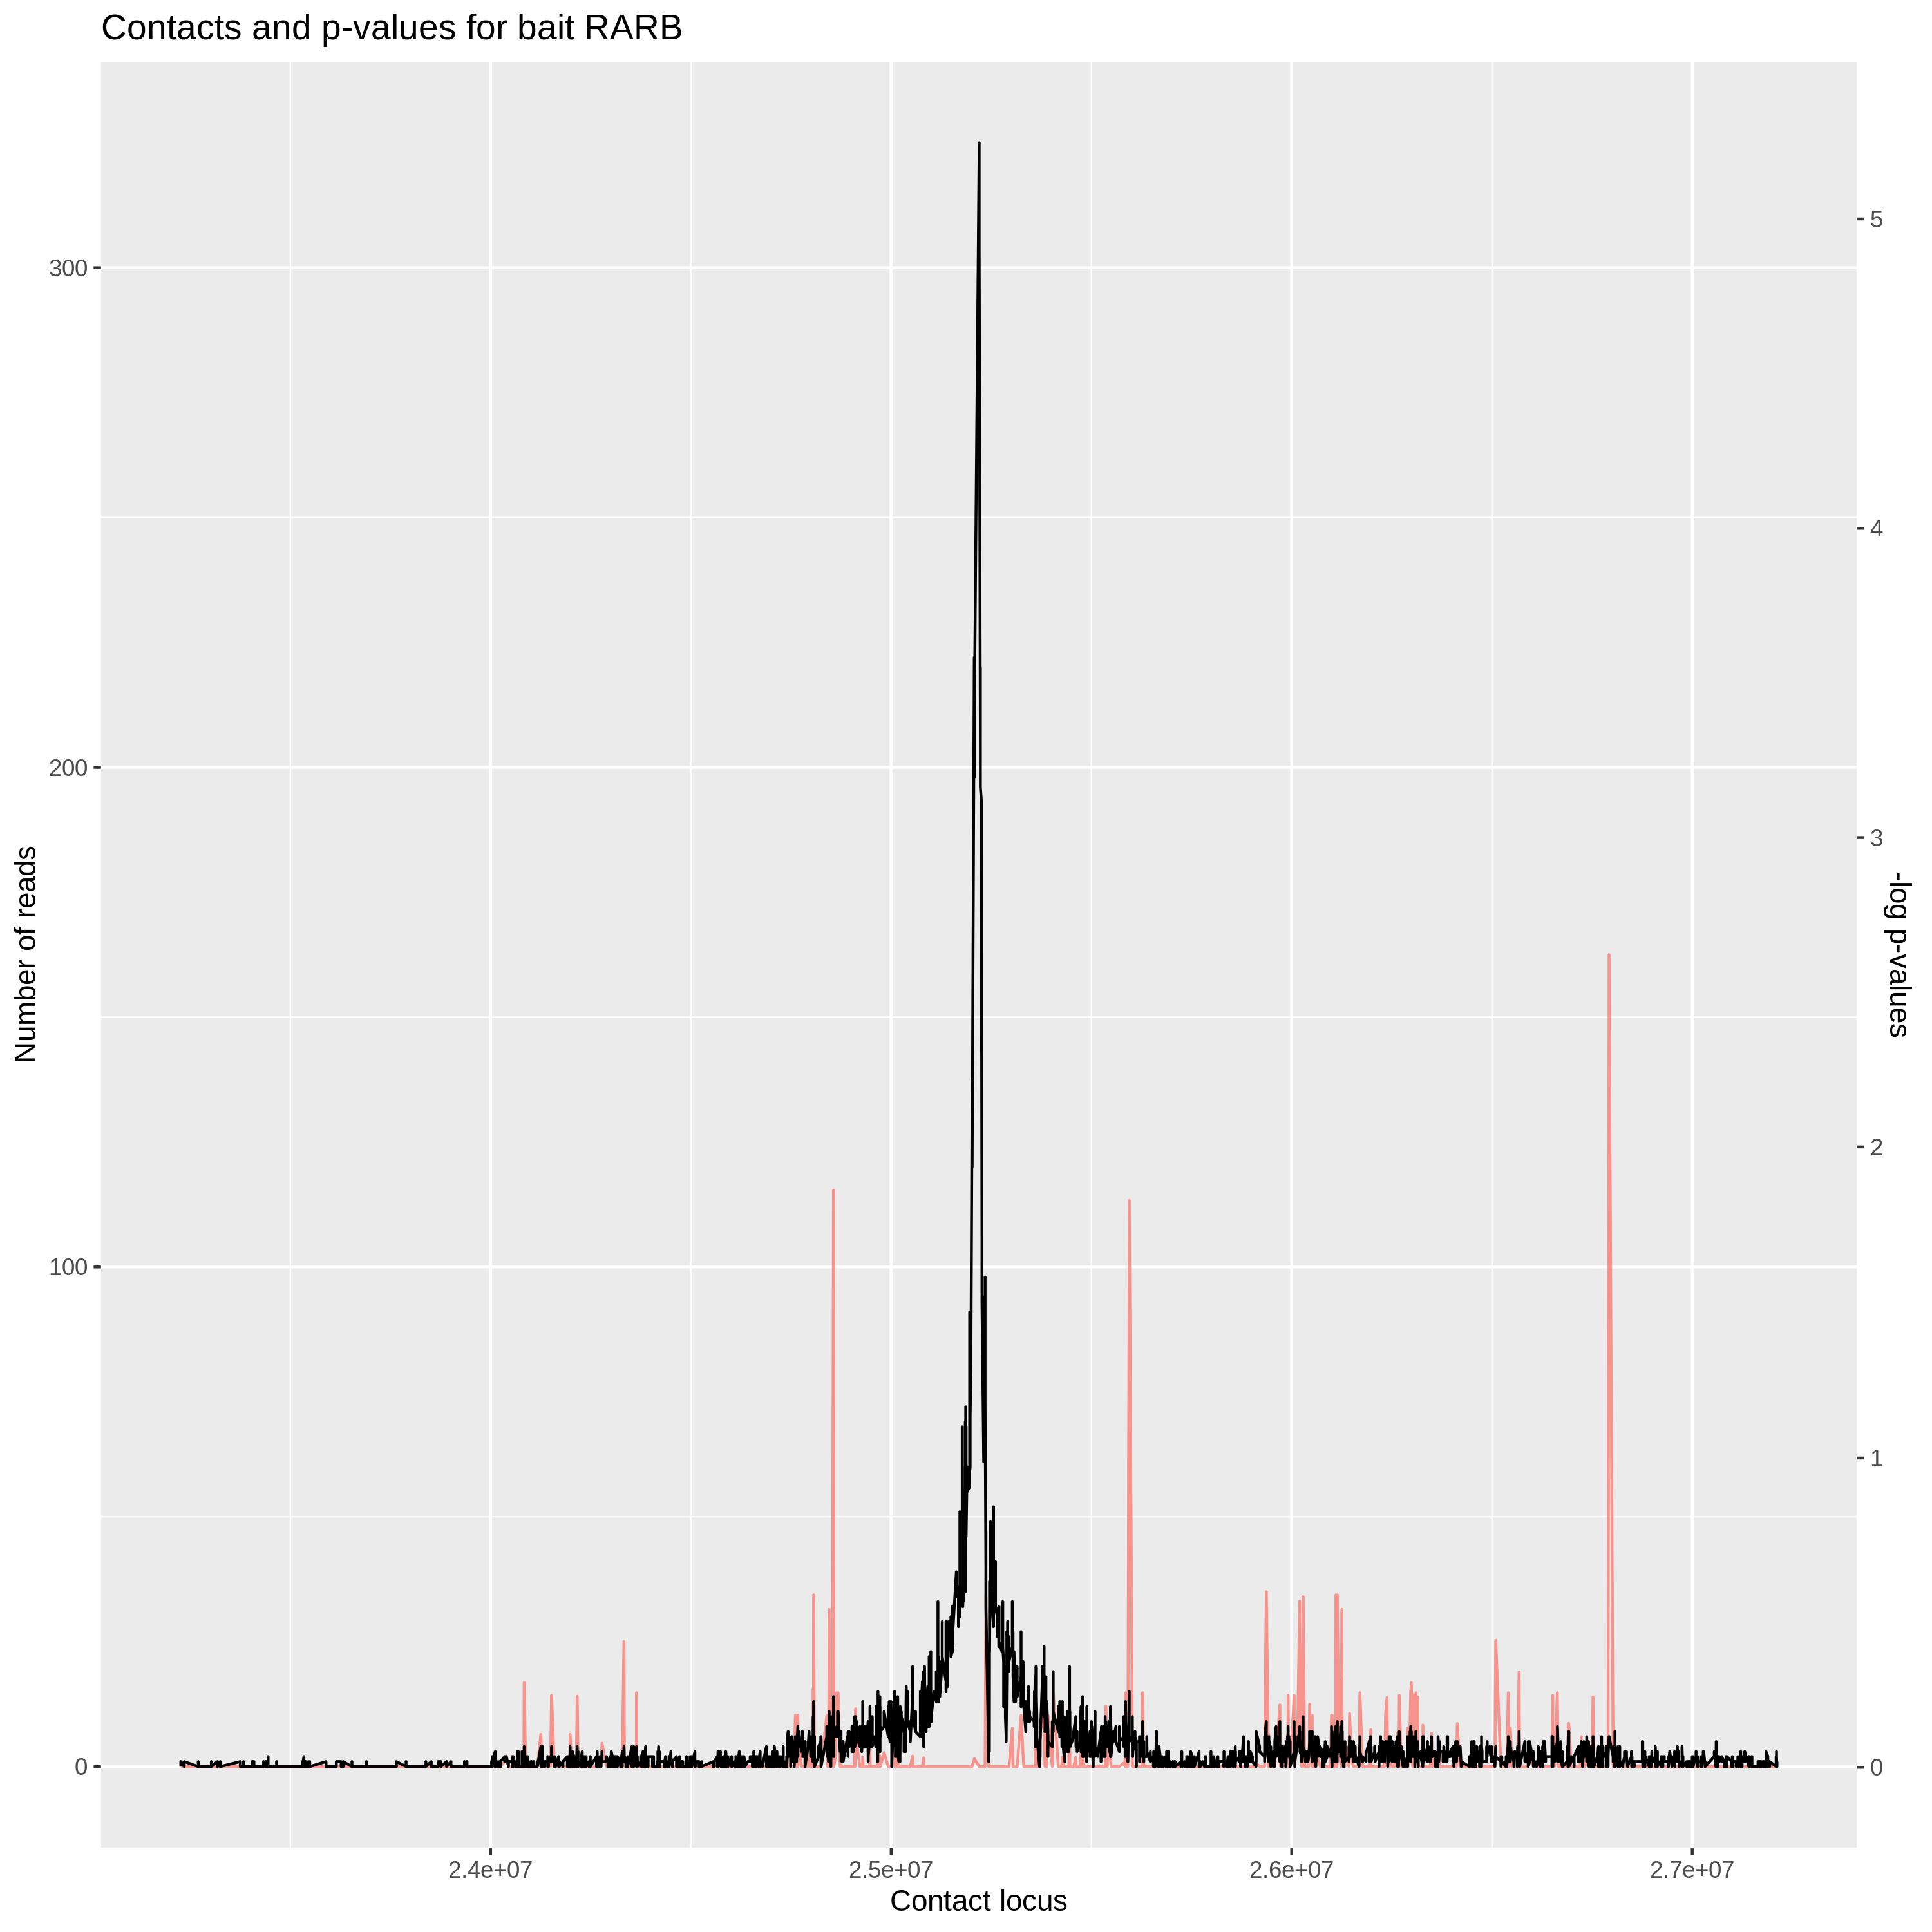 Contacts and p-values for bait RARB
Number of reads
300
200
100
0
5
4
3
2
1
0
-log p-values
2.4e+07 2.5e+07 2.6e+07 2.7e+07
Contact locus